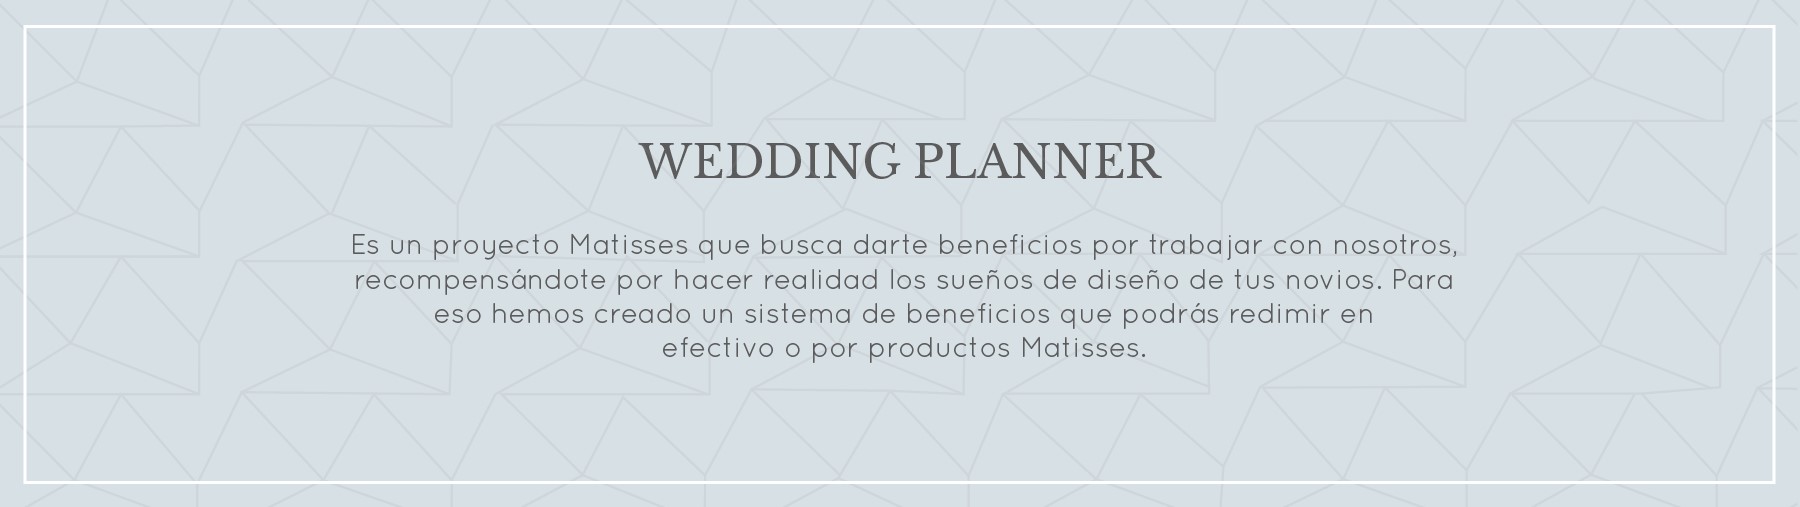 WEDDING PLANNER
Es un proyecto Matisses que busca darte beneficios por trabajar con nosotros,
recompensándote por hacer realidad los sueños de diseño de tus novios. Para
eso hemos creado un sistema de beneficios que podrás redimir en
efectivo o por productos Matisses.